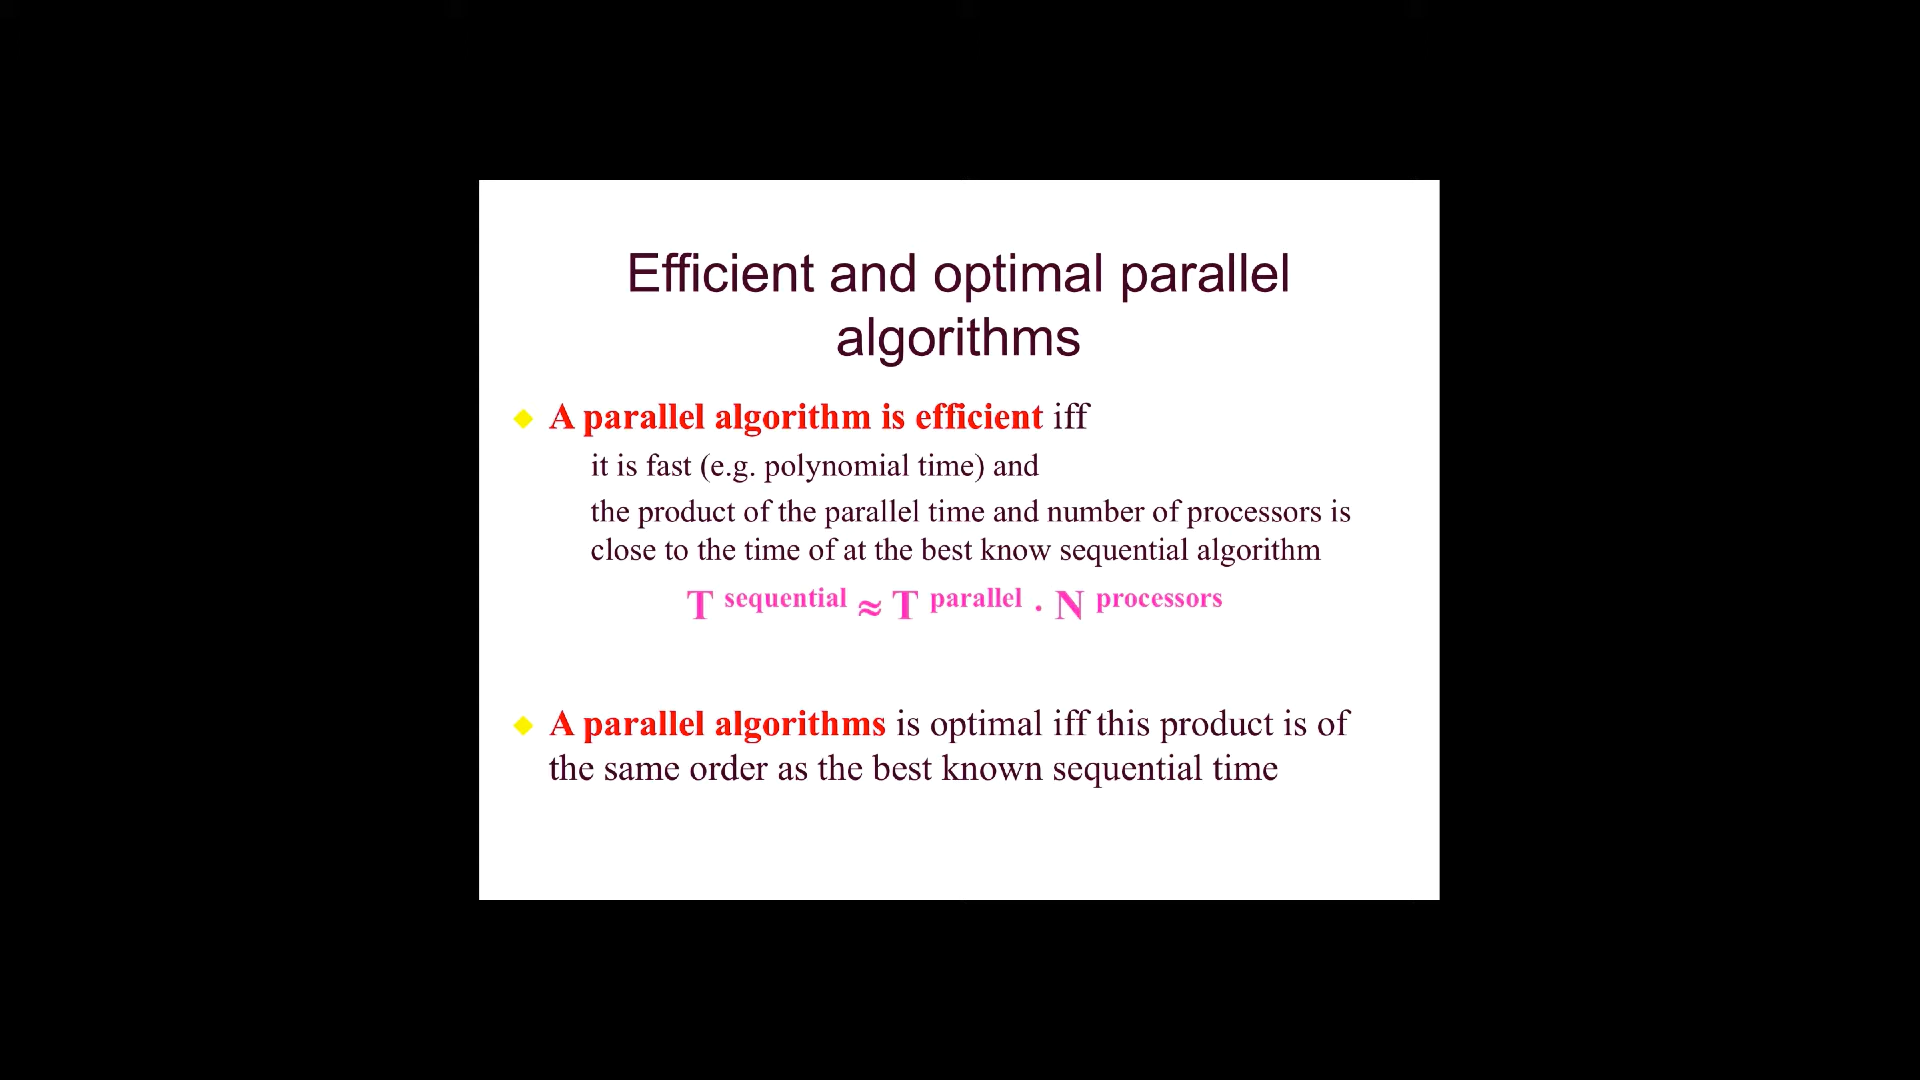 Efficient and optimal parallel
algorithms
A parallel algorithm is efficient iff
it is fast (e.g. polynomial time) and
the product of the parallel time and number of processors is
close to the time of at the best know sequential algorithm
T sequential ≈ T parallel . N processors
A parallel algorithms is optimal iff this product is of
the same order as the best known sequential time